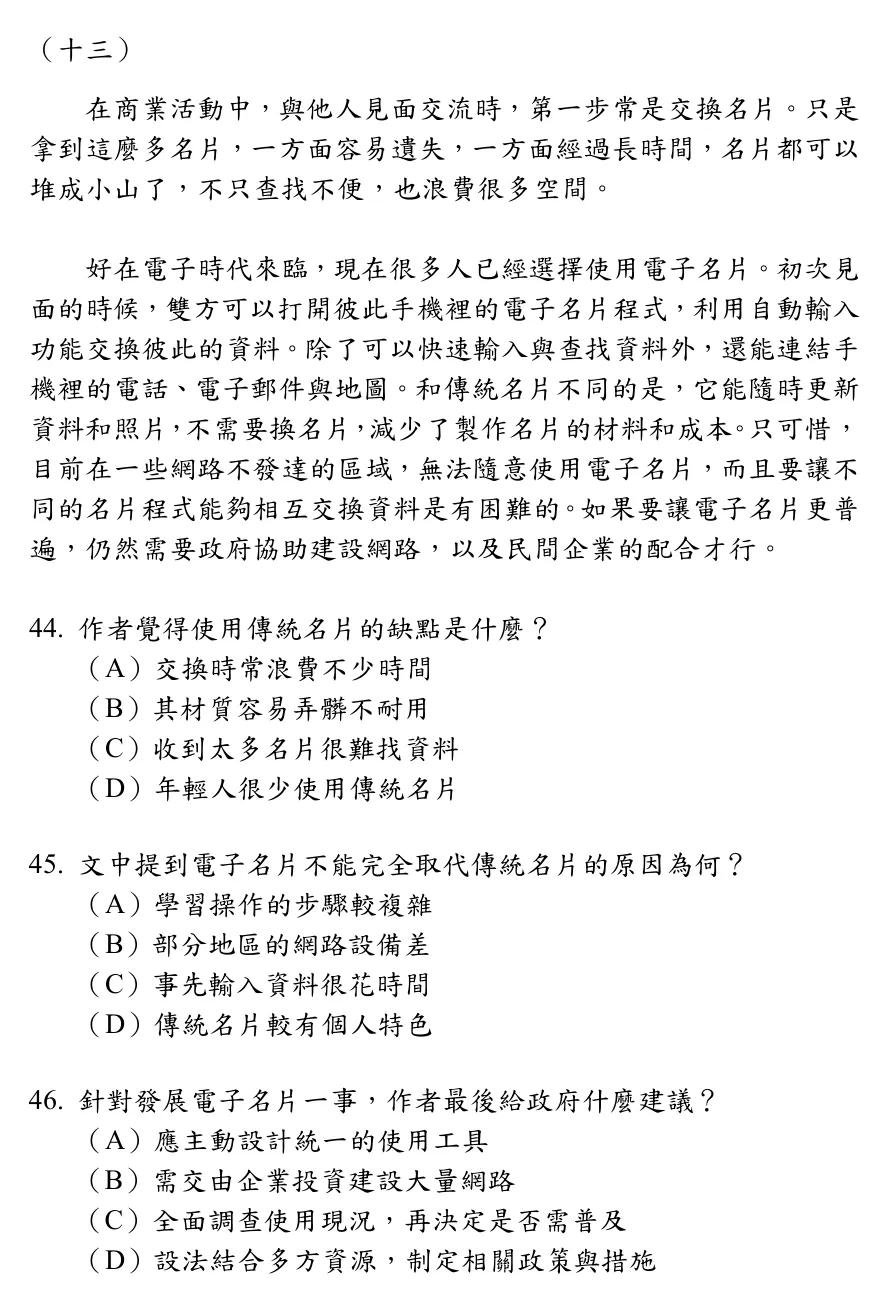 （十三）
在商業活動中，與他人見面交流時，第一步常是交換名片。只是
拿到這麼多名片，一方面容易遺失，一方面經過長時間，名片都可以
堆成小山了，不只查找不便，也浪費很多空間。
好在電子時代來臨，現在很多人已經選擇使用電子名片。初次見
面的時候，雙方可以打開彼此手機裡的電子名片程式，利用自動輸入
功能交換彼此的資料。除了可以快速輸入與查找資料外，還能連結手
機裡的電話、電子郵件與地圖。和傳統名片不同的是，它能隨時更新
資料和照片，不需要換名片，減少了製作名片的材料和成本。只可惜，
目前在一些網路不發達的區域，無法隨意使用電子名片，而且要讓不
同的名片程式能夠相互交換資料是有困難的。如果要讓電子名片更普
遍，仍然需要政府協助建設網路，以及民間企業的配合才行。
44. 作者覺得使用傳統名片的缺點是什麼？
（A）交換時常浪費不少時間
（B）其材質容易弄髒不耐用
（C）收到太多名片很難找資料
（D）年輕人很少使用傳統名片
45. 文中提到電子名片不能完全取代傳統名片的原因為何？
（A）學習操作的步驟較複雜
（B）部分地區的網路設備差
（C）事先輸入資料很花時間
（D）傳統名片較有個人特色
46. 針對發展電子名片一事，作者最後給政府什麼建議？
（A）應主動設計統一的使用工具
（B）需交由企業投資建設大量網路
（C）全面調查使用現況，再決定是否需普及
（D）設法結合多方資源，制定相關政策與措施